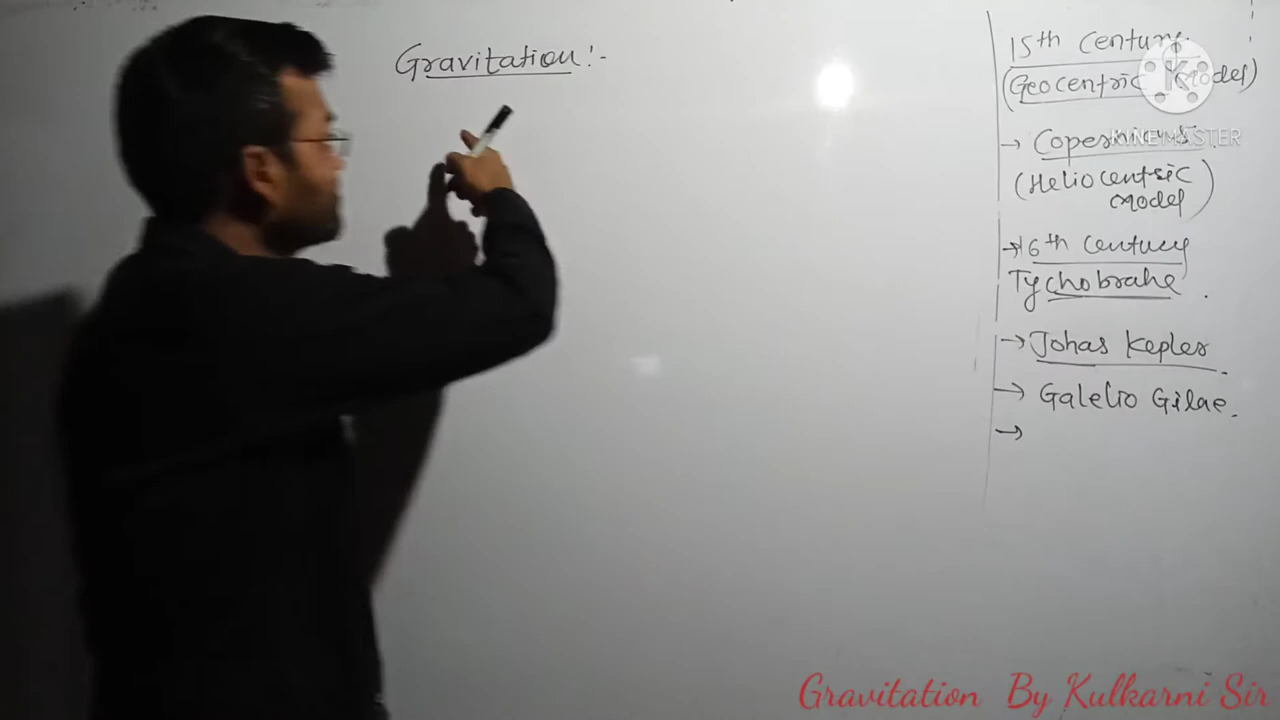 Gravitation :-
15th Century
(Geocentric Model)
→ Copernicus
(Heliocentric
Model)
→ 16th Century
Tychobrahe .
→ Johas Kepler .
→ Galelio Gilae .
→
KINEMASTER
Gravitation By Kulkarni Sir